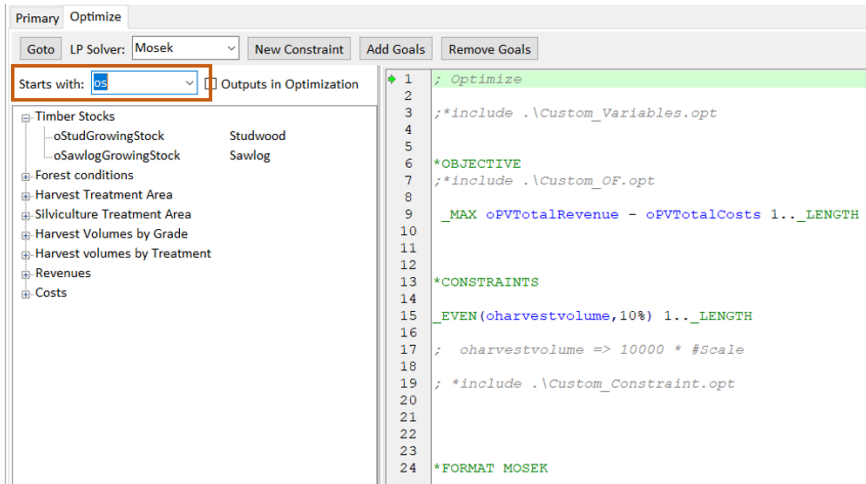 Primary Optimize
Goto LP Solver: Mosek New Constraint Add Goals Remove Goals
Starts with: os Outputs in Optimization
Timber Stocks
oStudGrowingStock Studwood
oSawlogGrowingStock Sawlog
Forest conditions
Harvest Treatment Area
Silviculture Treatment Area
Harvest Volumes by Grade
Harvest volumes by Treatment
Revenues
Costs
1 ; Optimize
2
3 ;*include .\Custom_Variables.opt
4
5
6 *OBJECTIVE
7 ;*include .\Custom_OF.opt
8
9 _MAX oPVTotalRevenue - oPVTotalCosts 1.._LENGTH
10
11
12
13 *CONSTRAINTS
14
15 _EVEN(oharvestvolume,10%) 1.._LENGTH
16
17 ; oharvestvolume => 10000 * #Scale
18
19 ; *include .\Custom_Constraint.opt
20
21
22
23
24 *FORMAT MOSEK